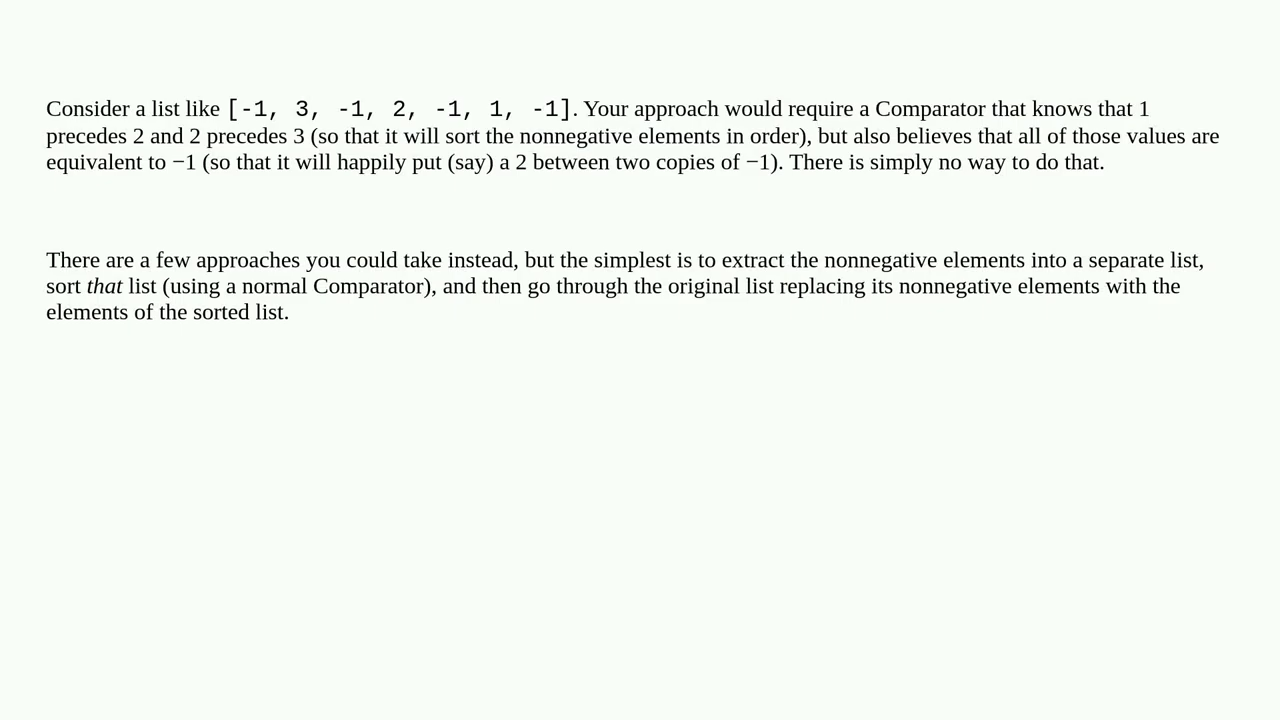 Consider a list like [-1, 3, -1, 2, -1, 1, -1]. Your approach would require a Comparator that knows that 1
precedes 2 and 2 precedes 3 (so that it will sort the nonnegative elements in order), but also believes that all of those values are
equivalent to −1 (so that it will happily put (say) a 2 between two copies of −1). There is simply no way to do that.
There are a few approaches you could take instead, but the simplest is to extract the nonnegative elements into a separate list,
sort that list (using a normal Comparator), and then go through the original list replacing its nonnegative elements with the
elements of the sorted list.